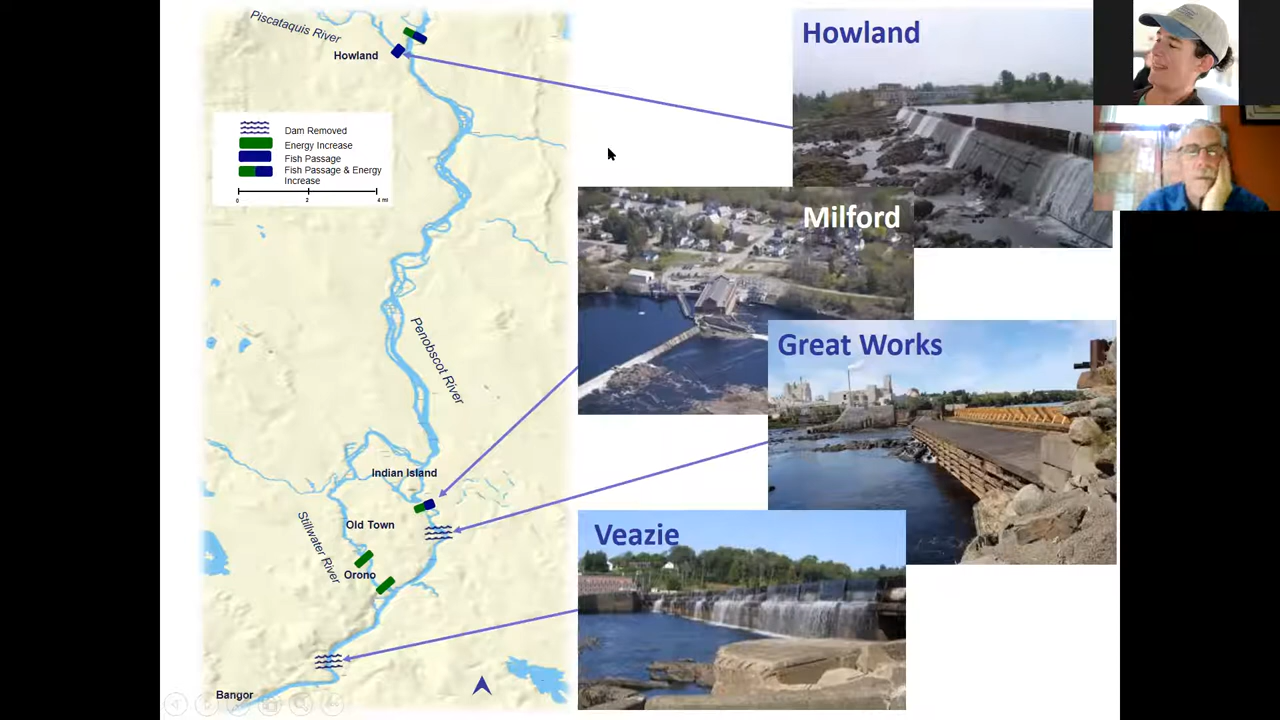 Piscataquis River
Howland
Dam Removed
Energy Increase
Fish Passage
Fish Passage & Energy
Increase
0 2 4 mi
Penobscot River
Indian Island
Old Town
Stillwater River
Orono
Bangor
Howland
Milford
Great Works
Veazie